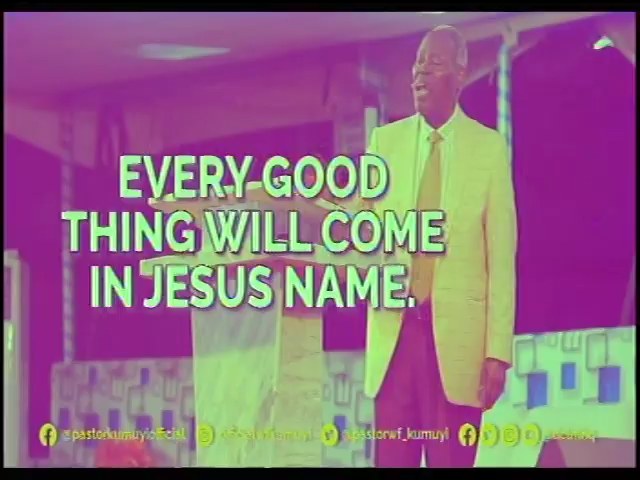 EVERY GOOD
THING WILL COME
IN JESUS NAME.
@pastorkumuyiofficial @pastorwf_kumuyi